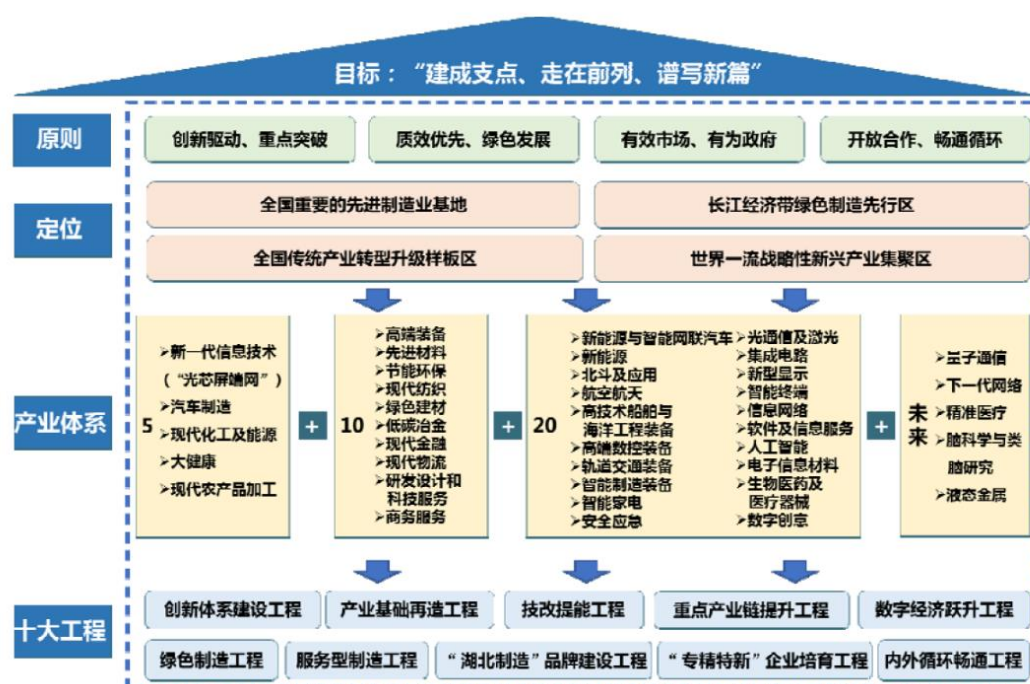 目标：“建成支点、走在前列、谱写新篇”
原则
创新驱动、重点突破
质效优先、绿色发展
有效市场、有为政府
开放合作、畅通循环
定位
全国重要的先进制造业基地
长江经济带绿色制造先行区
全国传统产业转型升级样板区
世界一流战略性新兴产业集聚区
产业体系
5
➢新一代信息技术
（“光芯屏端网”）
➢汽车制造
➢现代化工及能源
➢大健康
➢现代农产品加工
+
10
➢高端装备
➢先进材料
➢节能环保
➢现代纺织
➢绿色建材
➢低碳冶金
➢现代金融
➢现代物流
➢研发设计和
科技服务
➢商务服务
+
20
➢新能源与智能网联汽车
➢新能源
➢北斗及应用
➢航空航天
➢高技术船舶与
海洋工程装备
➢高端数控装备
➢轨道交通装备
➢智能制造装备
➢智能家电
➢安全应急
➢光通信及激光
➢集成电路
➢新型显示
➢智能终端
➢信息网络
➢软件及信息服务
➢人工智能
➢电子信息材料
➢生物医药及
医疗器械
➢数字创意
+
未来
➢量子通信
➢下一代网络
➢精准医疗
➢脑科学与类
脑研究
➢液态金属
十大工程
创新体系建设工程
产业基础再造工程
技改提能工程
重点产业链提升工程
数字经济跃升工程
绿色制造工程
服务型制造工程
“湖北制造”品牌建设工程
“专精特新”企业培育工程
内外循环畅通工程